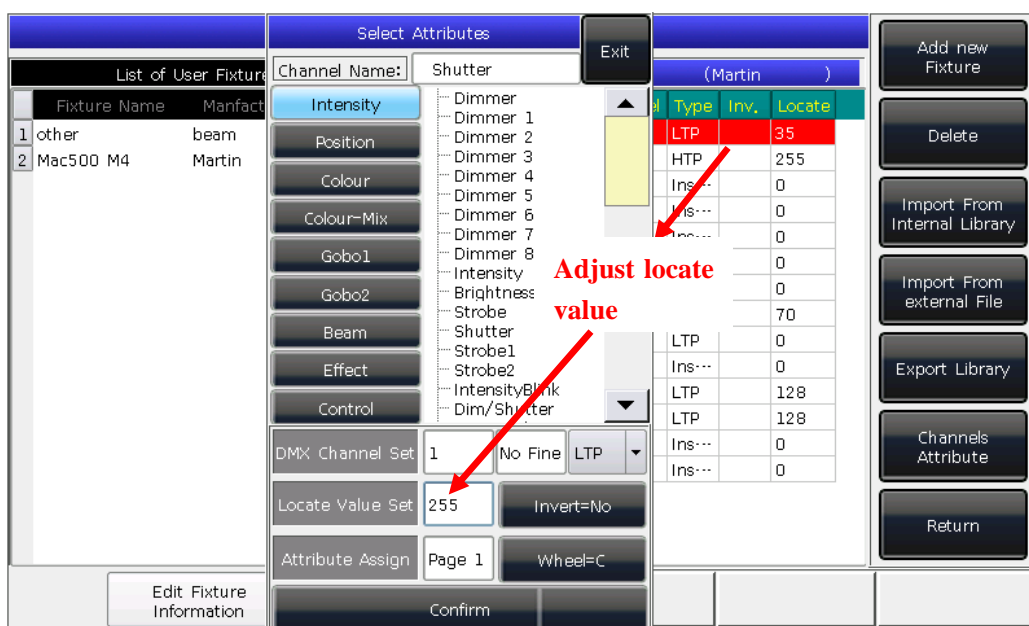 Select Attributes
Exit
Add new
Fixture
List of User Fixture
Channel Name:
Shutter
(Martin )
Fixture Name
Manfact
Type
Inv.
Locate
1 other beam
2 Mac500 M4 Martin
Intensity
Position
Colour
Colour-Mix
Gobo1
Gobo2
Beam
Effect
Control
Dimmer
Dimmer 1
Dimmer 2
Dimmer 3
Dimmer 4
Dimmer 5
Dimmer 6
Dimmer 7
Dimmer 8
Intensity
Brightness
Strobe
Shutter
Strobe1
Strobe2
IntensityBlink
Dim/Shutter
LTP 35
HTP 255
Ins··· 0
Ins··· 0
Ins··· 0
0
0
70
LTP 0
Ins··· 0
LTP 128
LTP 128
Ins··· 0
Ins··· 0
Adjust locate
value
DMX Channel Set
1
No Fine
LTP
Locate Value Set
255
Invert=No
Attribute Assign
Page 1
Wheel=C
Confirm
Edit Fixture
Information
Delete
Import From
Internal Library
Import From
external File
Export Library
Channels
Attribute
Return